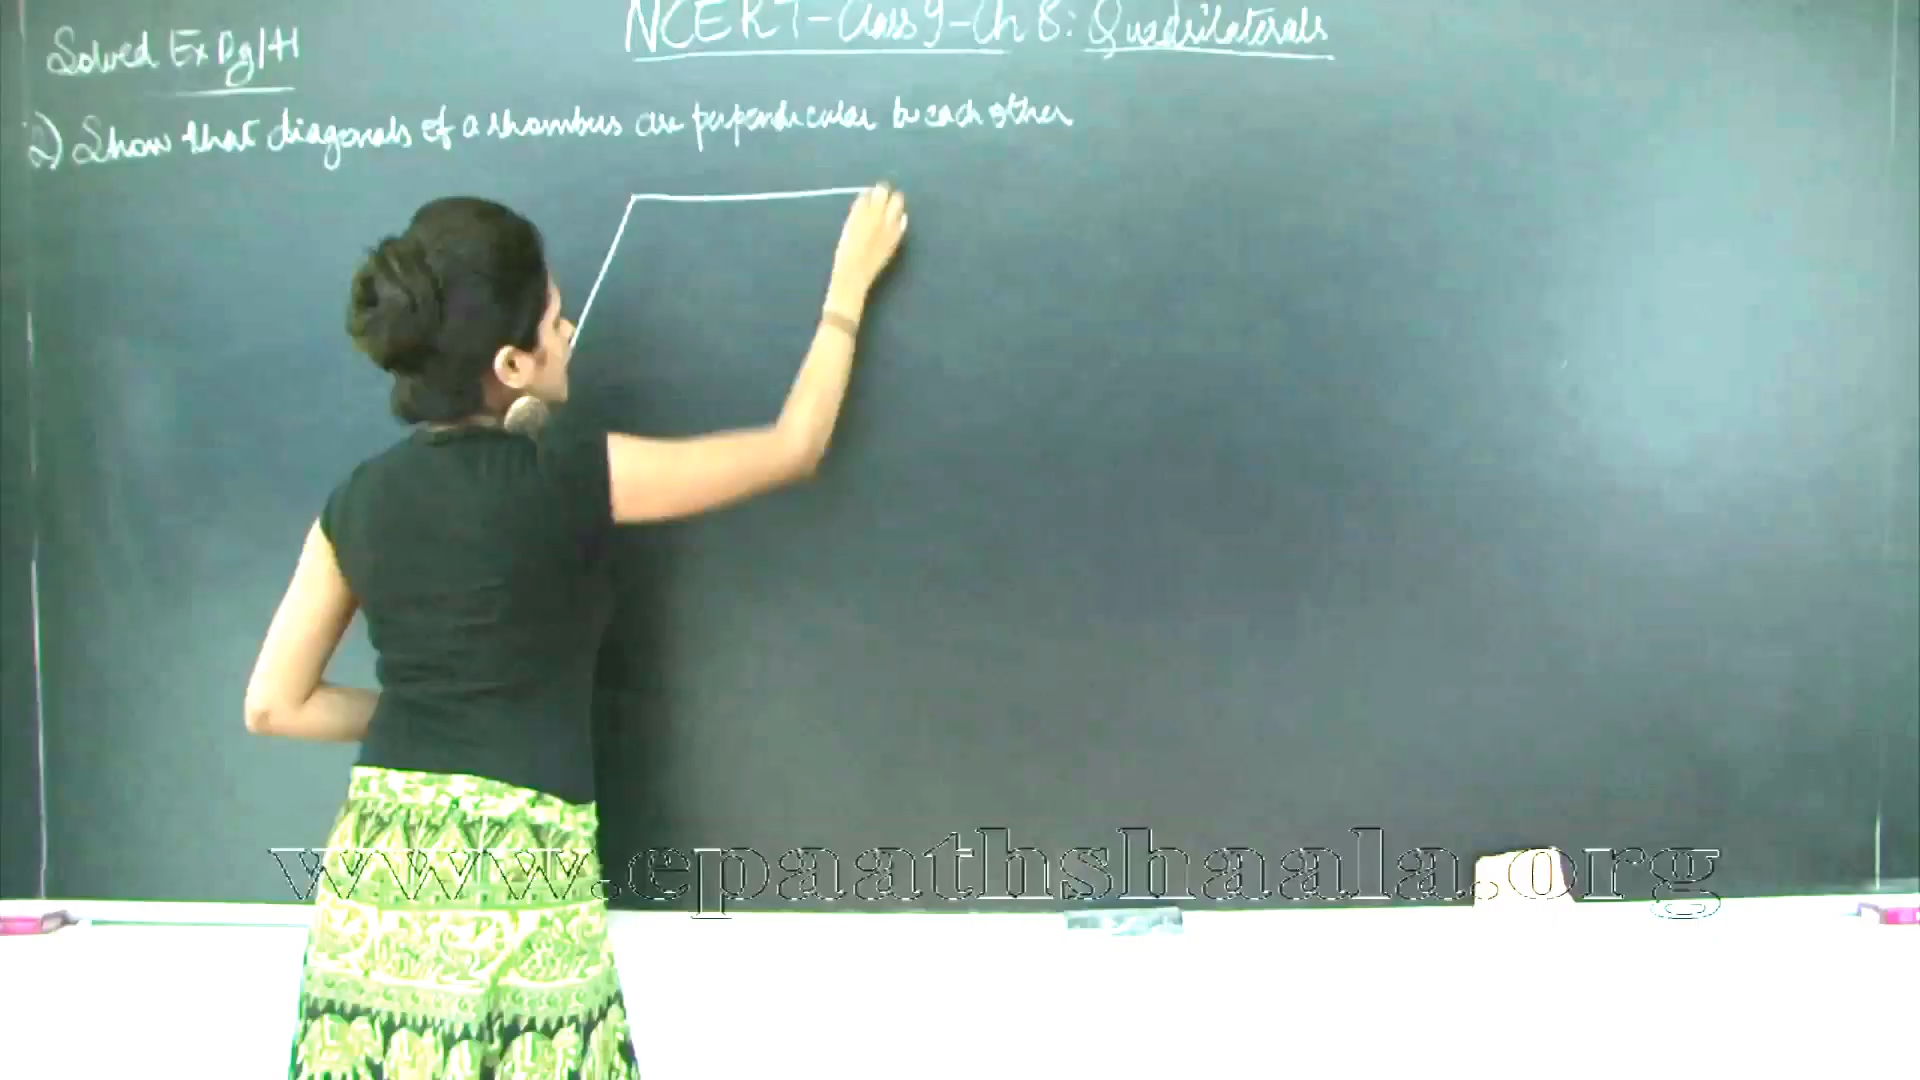 NCERT-Class 9-Ch 8: Quadrilaterals
Solved Ex Pg 141
2) Show that diagonals of a rhombus are perpendicular to each other
www.epaathshaala.org